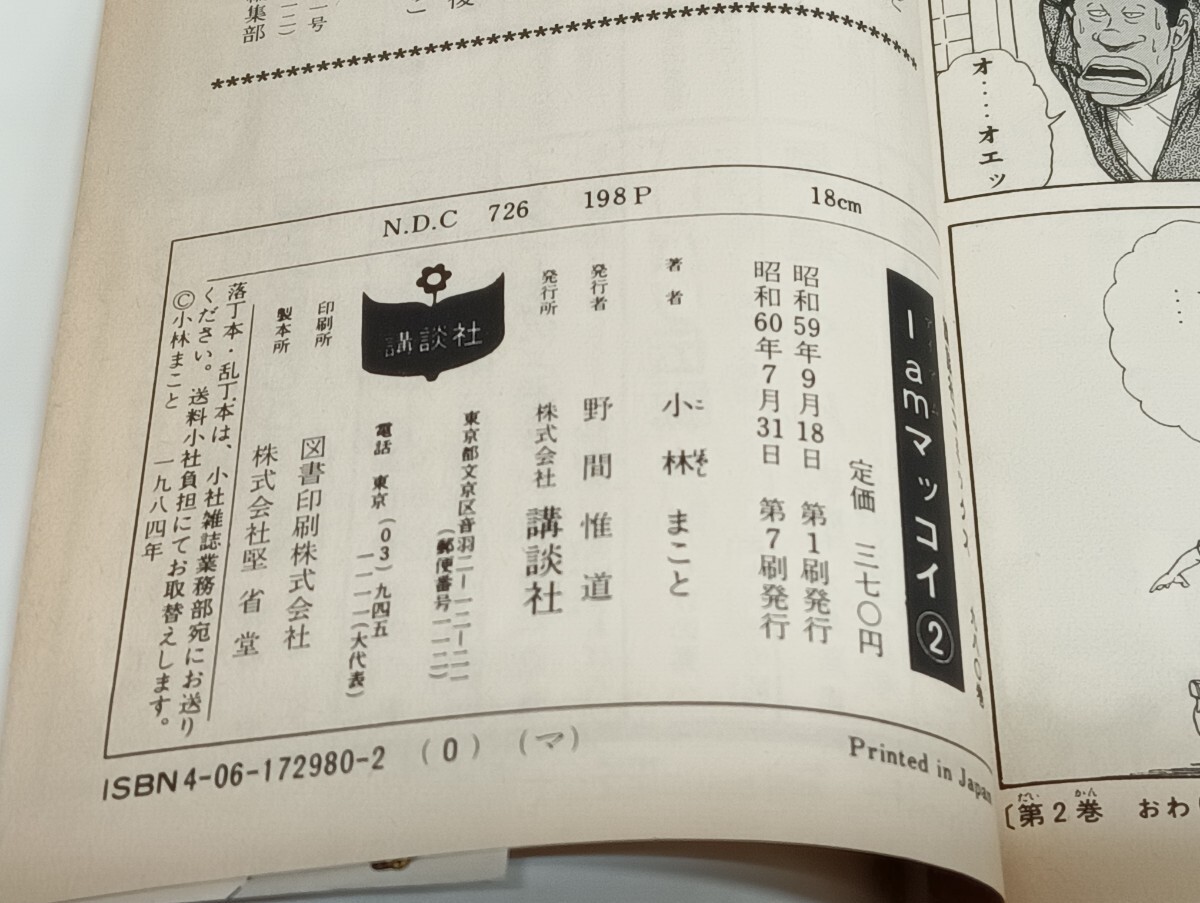 オ‥‥オエッ
N.D.C 726 198P 18cm
Iamマッコイ②
定価 三七〇円
昭和59年9月18日 第1刷発行
昭和60年7月31日 第7刷発行
著者 小林まこと
発行者 野間惟道
発行所 株式会社 講談社
東京都文京区音羽二―一二―二一
(郵便番号一一二)
電話 東京(03)九四五
一一一一(大代表)
講談社
印刷所 図書印刷株式会社
製本所 株式会社堅省堂
落丁本・乱丁本は、小社雑誌業務部宛にお送り
ください。送料小社負担にてお取替えします。
©小林まこと 一九八四年
ISBN4-06-172980-2 (0) (マ)
Printed in Japan
〔第2巻 おわ